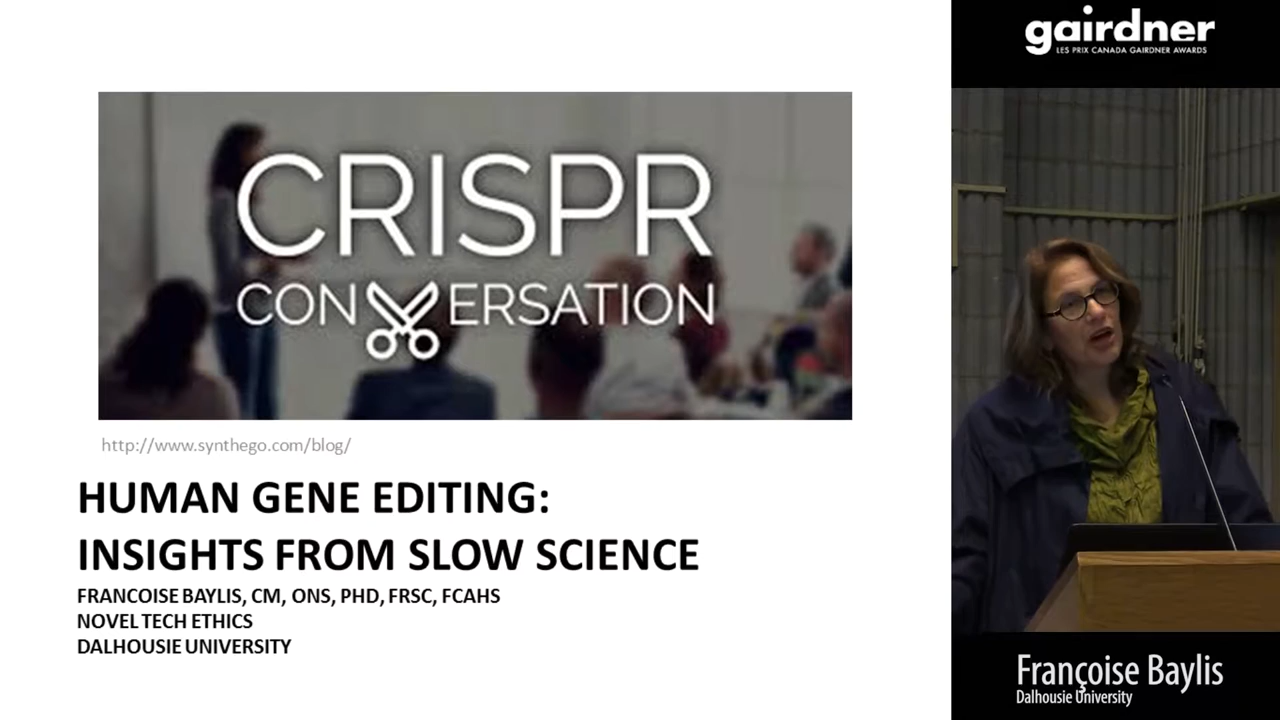 CRISPR
CONVERSATION
http://www.synthego.com/blog/
HUMAN GENE EDITING:
INSIGHTS FROM SLOW SCIENCE
FRANCOISE BAYLIS, CM, ONS, PHD, FRSC, FCAHS
NOVEL TECH ETHICS
DALHOUSIE UNIVERSITY
gairdner
LES PRIX CANADA GAIRDNER AWARDS
Françoise Baylis
Dalhousie University